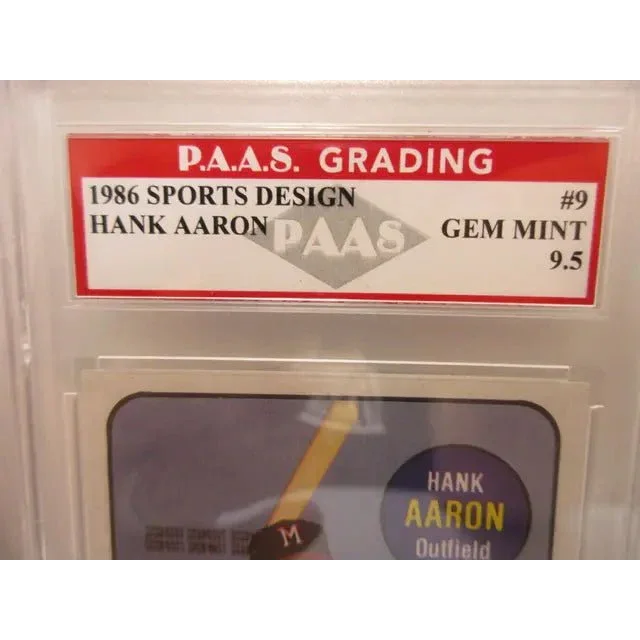 P.A.A.S. GRADING
1986 SPORTS DESIGN #9
HANK AARON PAAS GEM MINT
9.5
HANK
AARON
Outfield
M